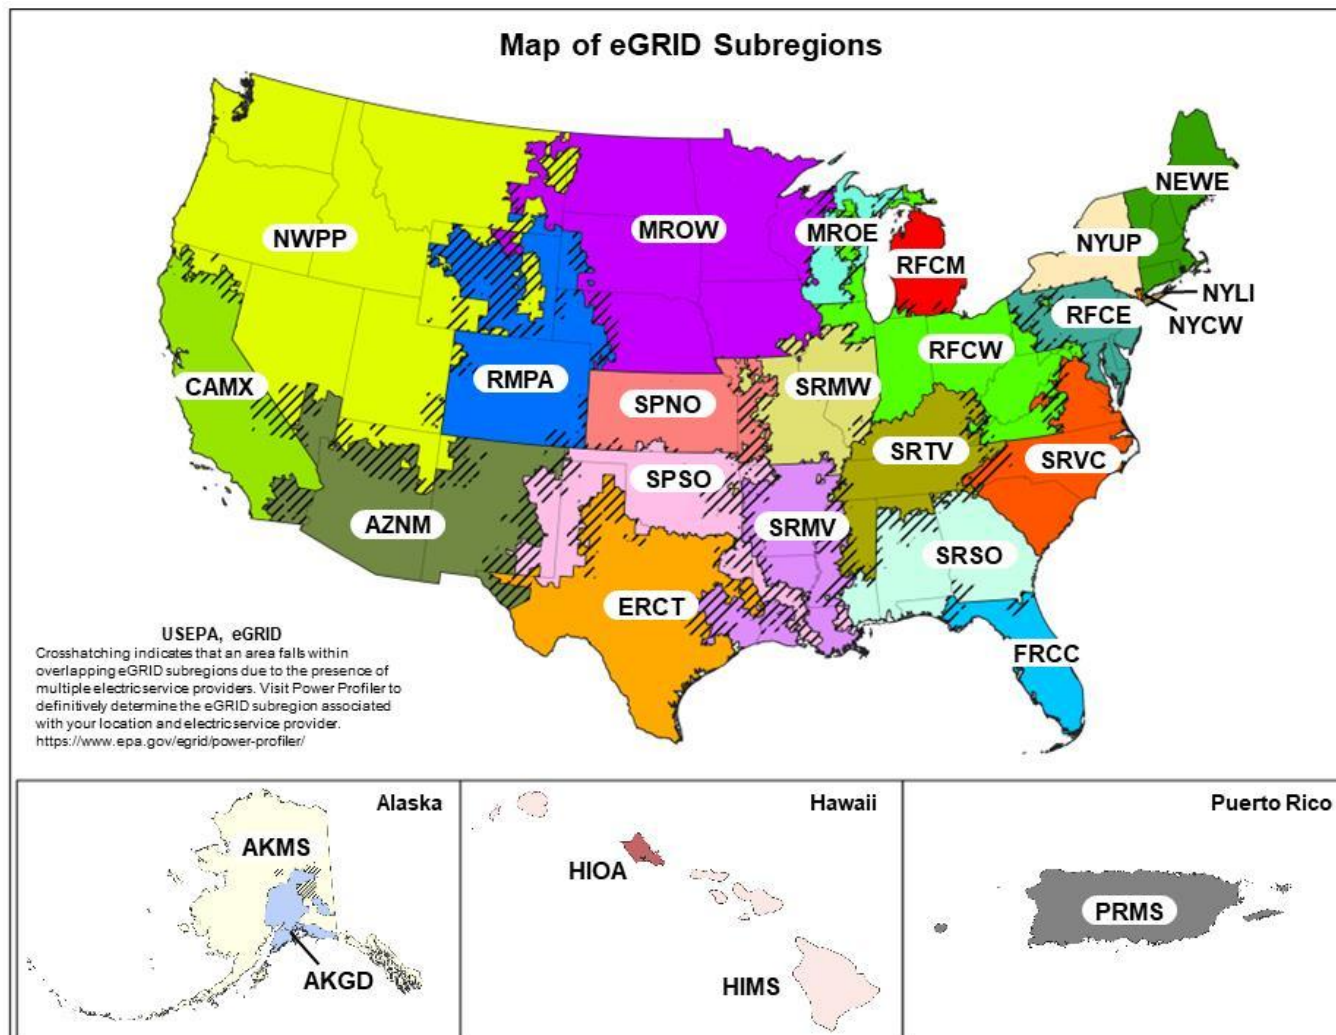 Map of eGRID Subregions
NEWE
NWPP
MROW
MROE
NYUP
RFCM
NYLI
NYCW
RFCE
RFCW
CAMX
RMPA
SPNO
SRMW
SRTV
SRVC
SPSO
AZNM
SRMV
SRSO
ERCT
FRCC
USEPA, eGRID
Crosshatching indicates that an area falls within
overlapping eGRID subregions due to the presence of
multiple electric service providers. Visit Power Profiler to
definitively determine the eGRID subregion associated
with your location and electric service provider.
https://www.epa.gov/egrid/power-profiler/
Alaska
AKMS
AKGD
Hawaii
HIOA
HIMS
Puerto Rico
PRMS